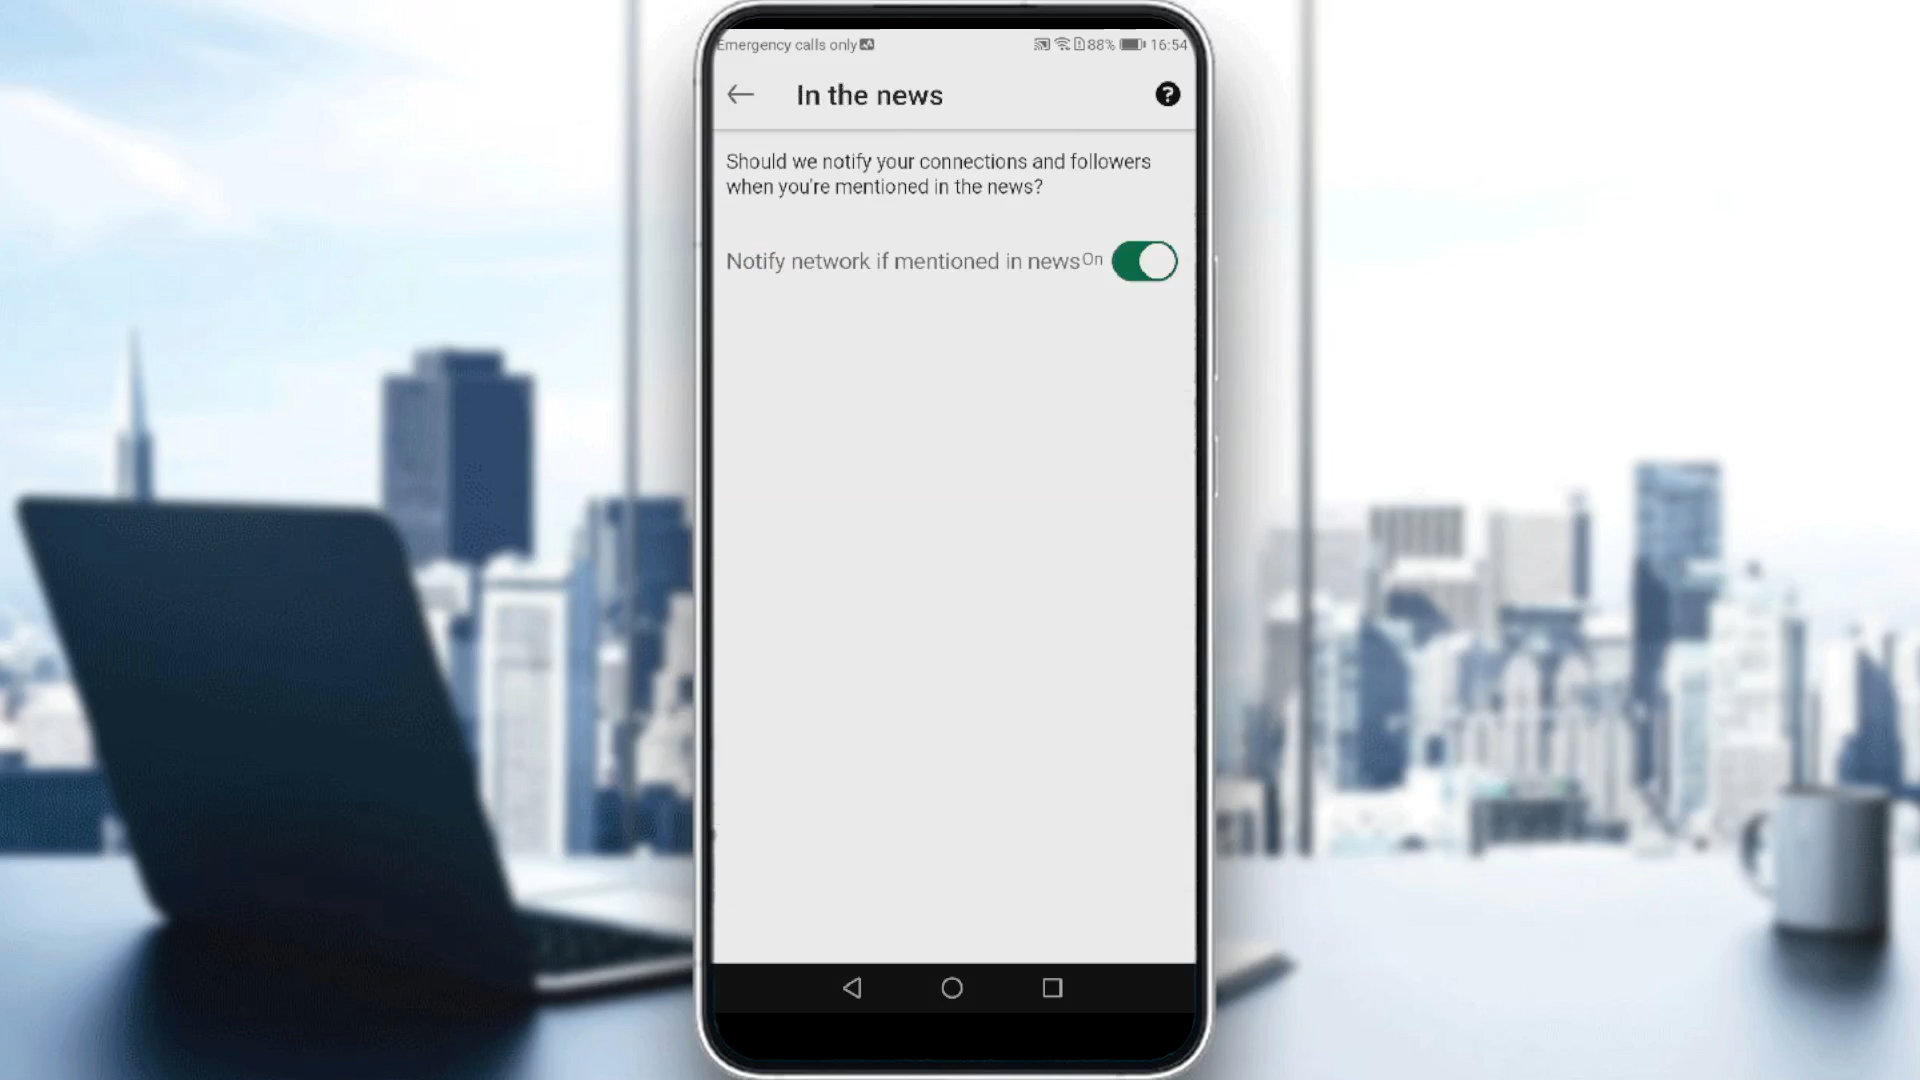 Emergency calls only 88% 16:54
In the news
Should we notify your connections and followers
when you're mentioned in the news?
Notify network if mentioned in news On